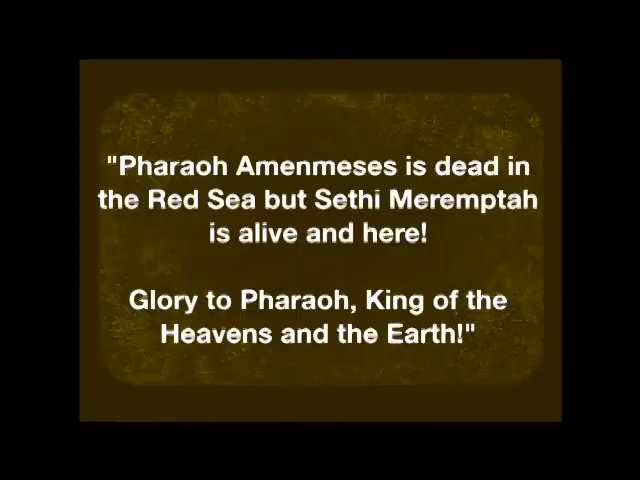 "Pharaoh Amenmeses is dead in
the Red Sea but Sethi Meremptah
is alive and here!
Glory to Pharaoh, King of the
Heavens and the Earth!"